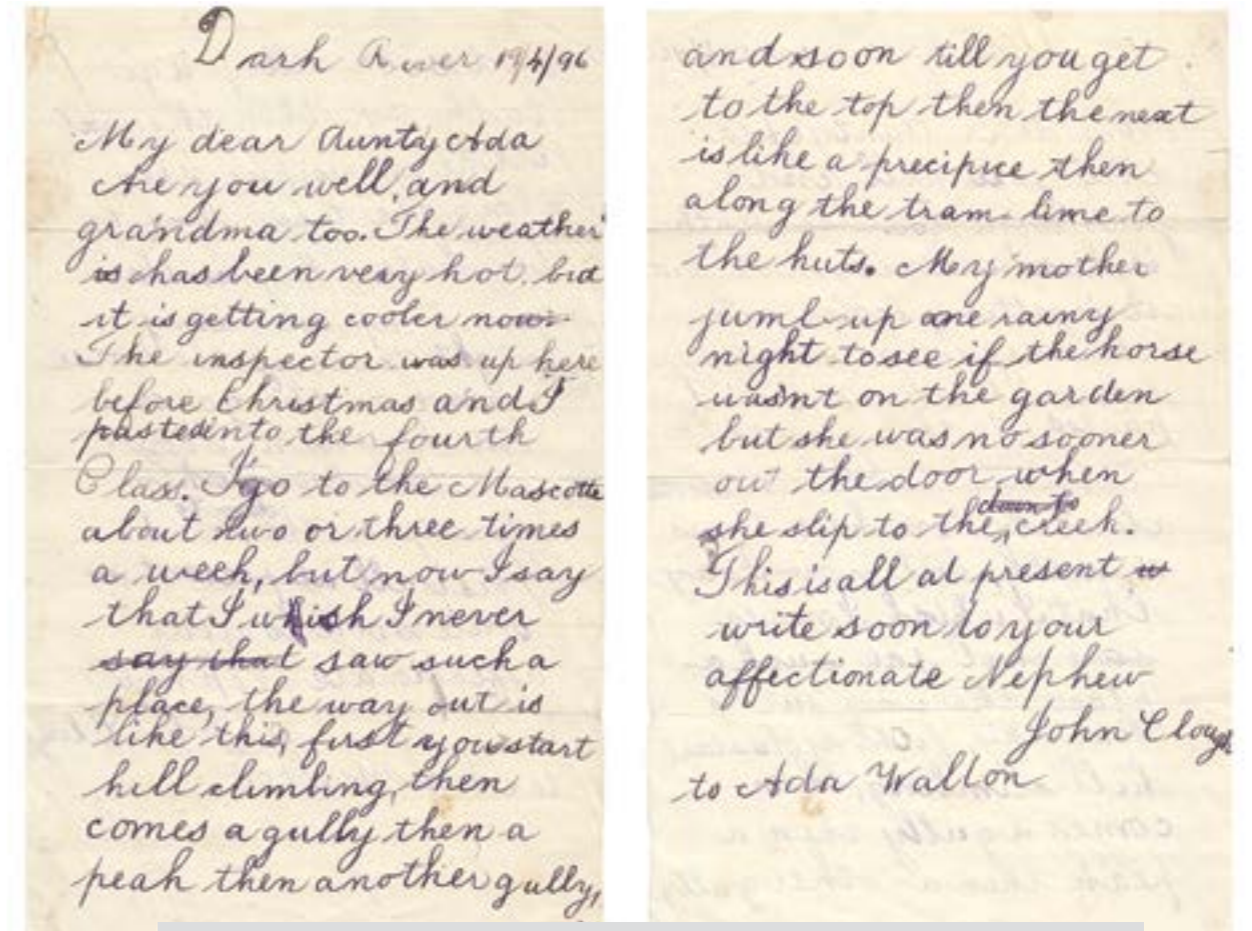 Dark River 19/4/96
My dear Aunty Ada
Are you well, and
grandma too. The weather
is has been very hot but
it is getting cooler now.
The inspector was up here
before Christmas and I
pasted into the fourth
Class. I go to the Mascotte
about two or three times
a week, but now I say
that I whish I never
say that saw such a
place, the way out is
like this, first you start
hill climbing, then
comes a gully then a
peak then another gully,
and soon till you get
to the top then the next
is like a precipice then
along the tram-lime to
the huts. My mother
juml up one rainy
night to see if the horse
wasnt on the garden
but she was no sooner
out the door when
down to
she slip to the creek.
This is all at present w
write soon to your
affectionate Nephew
John Clough
to Ada Wallon